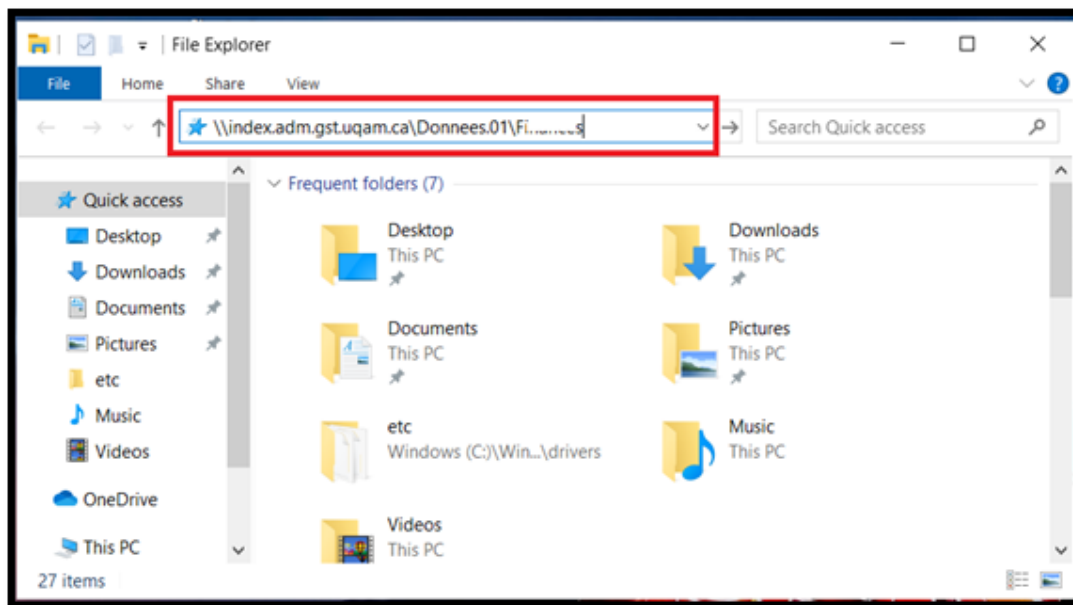 File Explorer
File Home Share View
\\index.adm.gst.uqam.ca\Donnees.01\
Search Quick access
Quick access
Desktop
Downloads
Documents
Pictures
etc
Music
Videos
OneDrive
This PC
Frequent folders (7)
Desktop
This PC
Downloads
This PC
Documents
This PC
Pictures
This PC
etc
Windows (C:)\Win...\drivers
Music
This PC
Videos
This PC
27 items